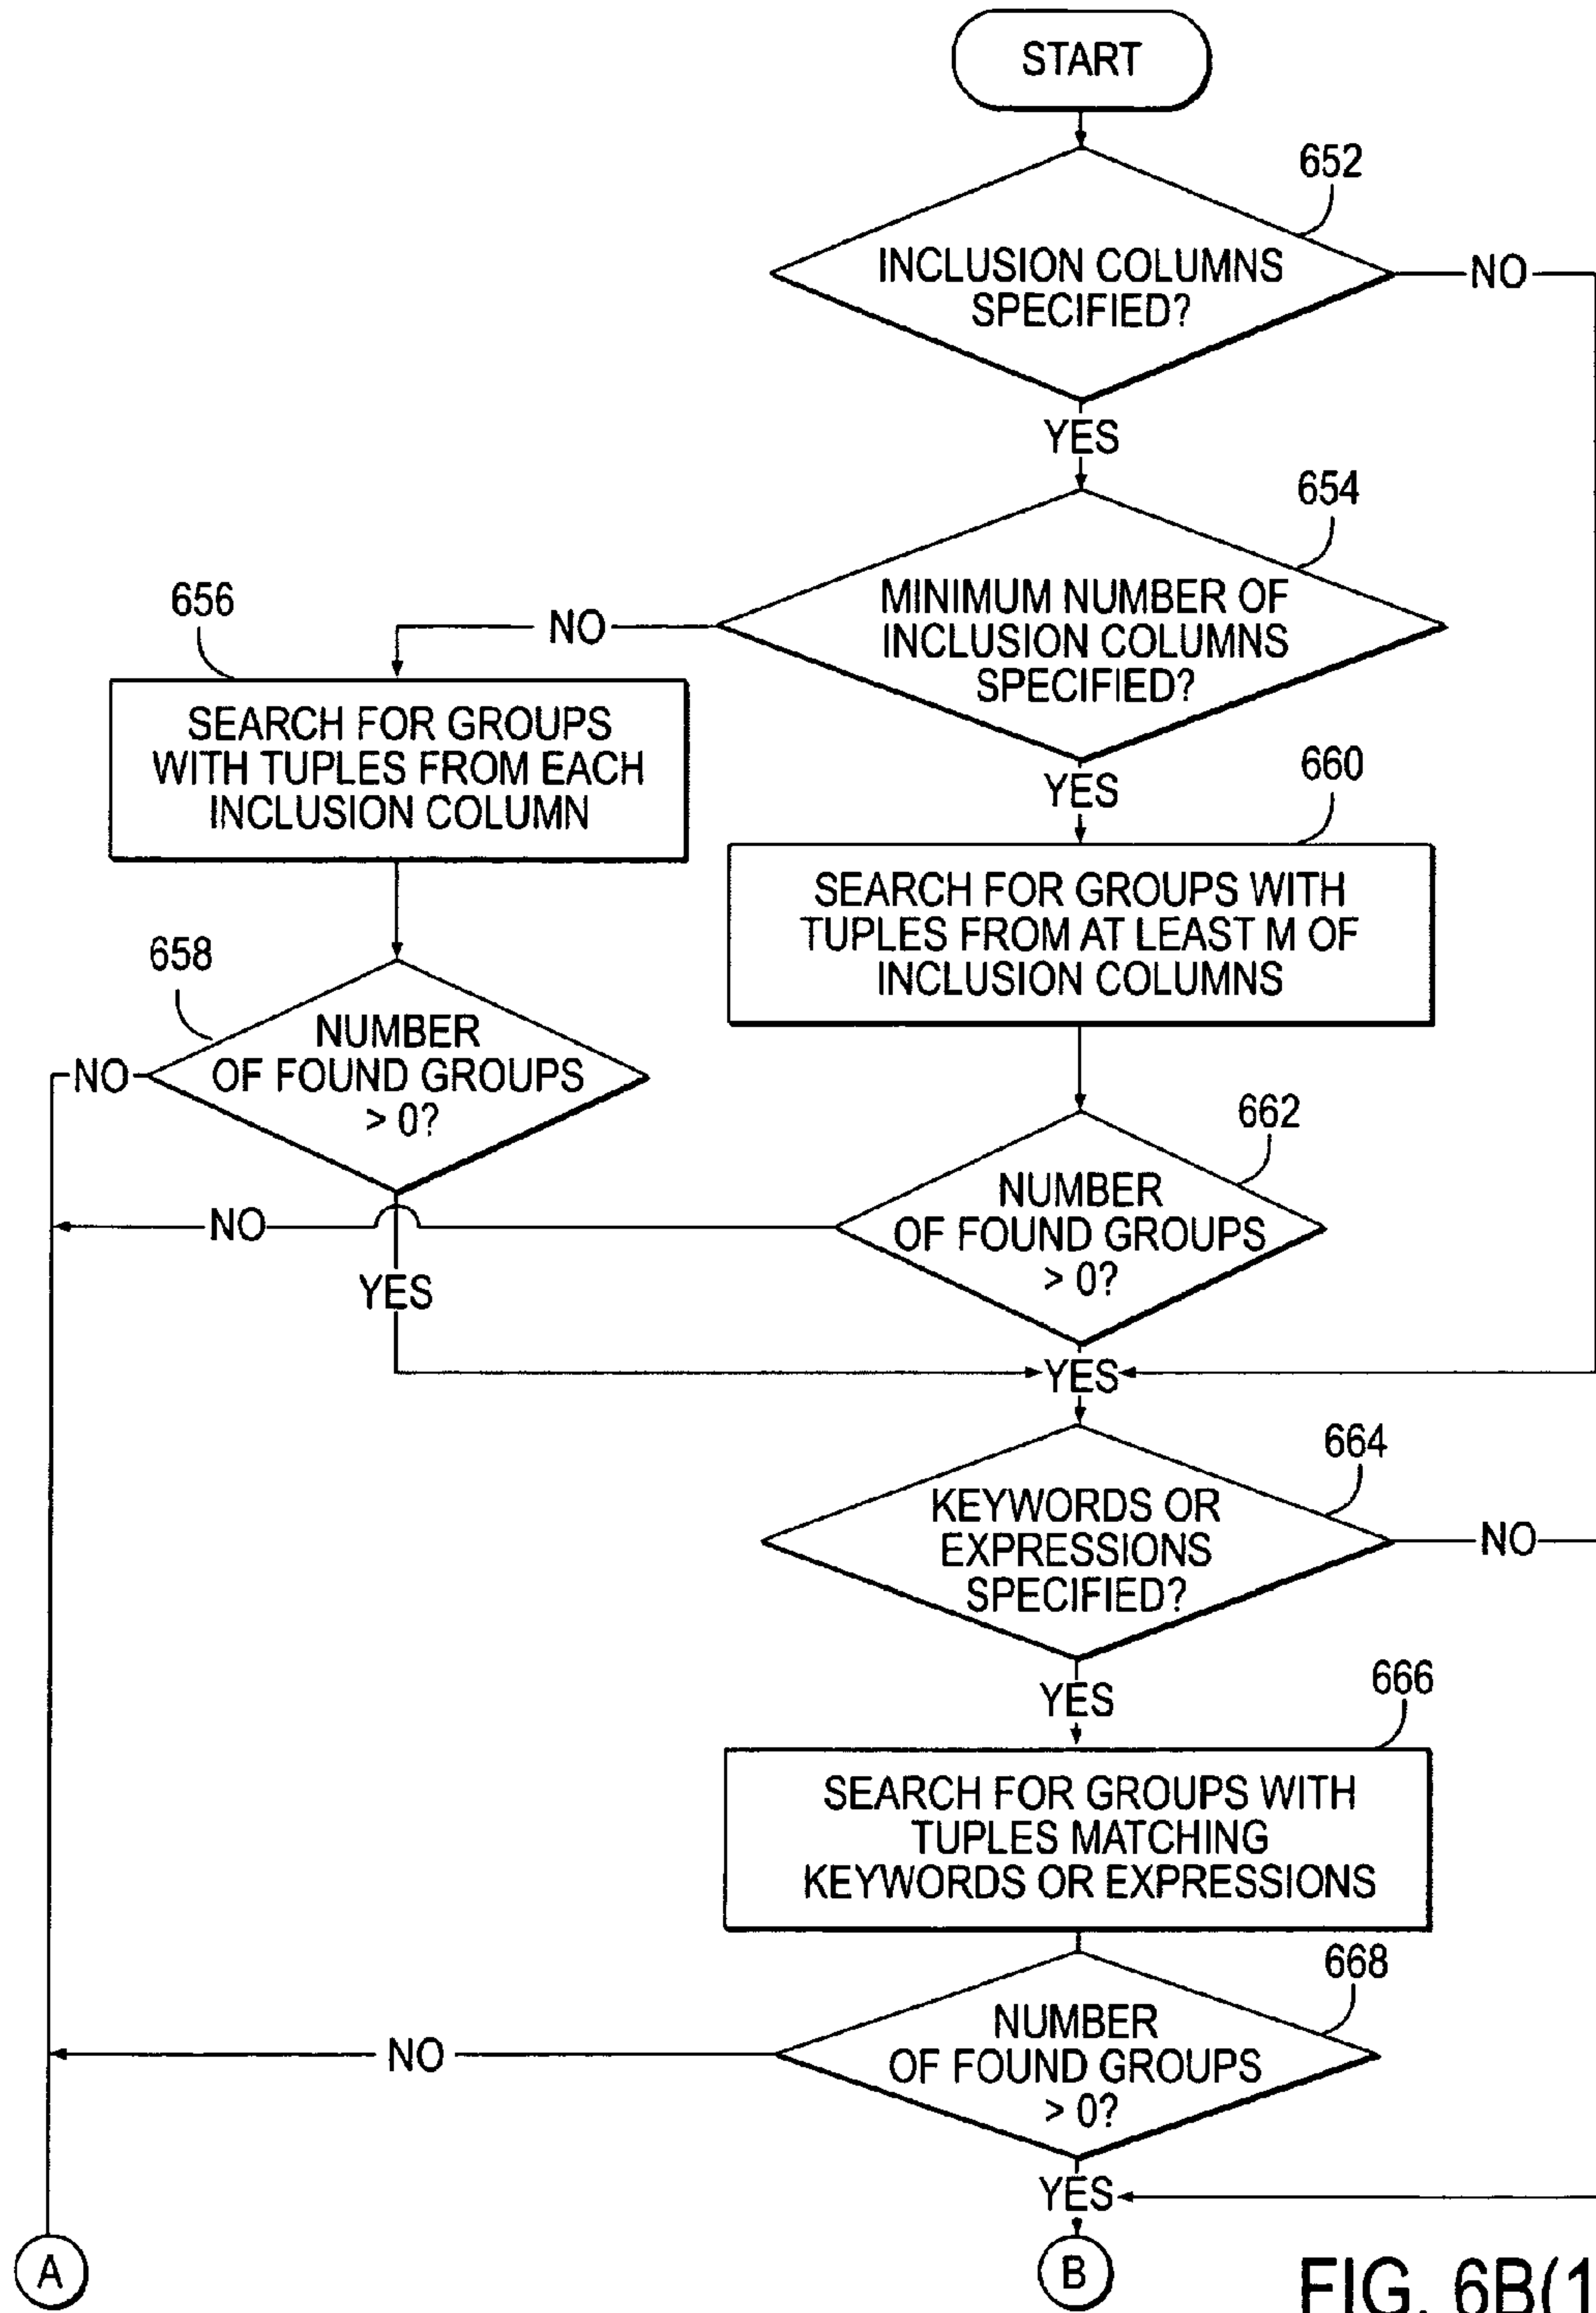 START
652
INCLUSION COLUMNS
SPECIFIED?
NO
YES
654
MINIMUM NUMBER OF
INCLUSION COLUMNS
SPECIFIED?
NO
656
SEARCH FOR GROUPS
WITH TUPLES FROM EACH
INCLUSION COLUMN
YES
660
SEARCH FOR GROUPS WITH
TUPLES FROM AT LEAST M OF
INCLUSION COLUMNS
658
NUMBER
OF FOUND GROUPS
> 0?
NO
662
NUMBER
OF FOUND GROUPS
> 0?
NO
YES
YES
664
KEYWORDS OR
EXPRESSIONS
SPECIFIED?
NO
YES
666
SEARCH FOR GROUPS WITH
TUPLES MATCHING
KEYWORDS OR EXPRESSIONS
668
NUMBER
OF FOUND GROUPS
> 0?
NO
YES
A
B
FIG. 6B(1